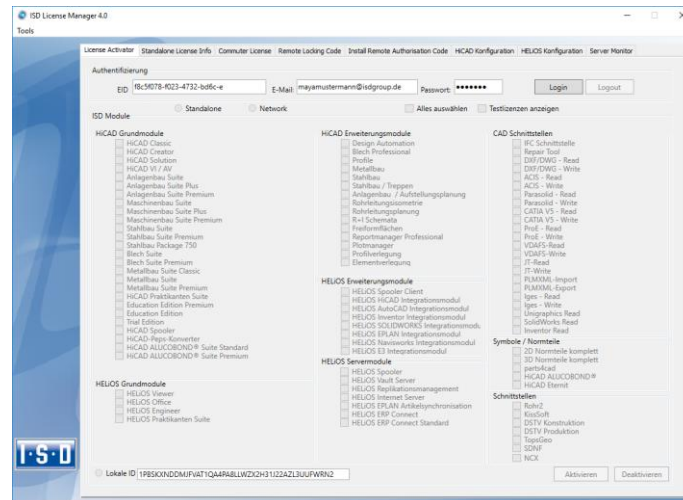 ISD License Manager 4.0
Tools
License Activator Standalone License Info Commuter License Remote Locking Code Install Remote Authorisation Code HiCAD Konfiguration HELiOS Konfiguration Server Monitor
Authentifizierung
EID f8c5f078-f023-4732-bd6c-e E-Mail: mayamustermann@isdgroup.de Passwort: ●●●●●●● Login Logout
Standalone Network Alles auswählen Testlizenzen anzeigen
ISD Module
HiCAD Grundmodule
HiCAD Classic
HiCAD Creator
HiCAD Solution
HiCAD VI / AV
Anlagenbau Suite
Anlagenbau Suite Plus
Anlagenbau Suite Premium
Maschinenbau Suite
Maschinenbau Suite Plus
Maschinenbau Suite Premium
Stahlbau Suite
Stahlbau Suite Premium
Stahlbau Package 750
Blech Suite
Blech Suite Premium
Metallbau Suite Classic
Metallbau Suite
Metallbau Suite Premium
HiCAD Praktikanten Suite
Education Edition Premium
Education Edition
Trial Edition
HiCAD Spooler
HiCAD-Peps-Konverter
HiCAD ALUCOBOND® Suite Standard
HiCAD ALUCOBOND® Suite Premium
HELiOS Grundmodule
HELiOS Viewer
HELiOS Office
HELiOS Engineer
HELiOS Praktikanten Suite
HiCAD Erweiterungsmodule
Design Automation
Blech Professional
Profile
Metallbau
Stahlbau
Stahlbau / Treppen
Anlagenbau / Aufstellungsplanung
Rohrleitungsisometrie
Rohrleitungsplanung
R+I Schemata
Freiformflächen
Reportmanager Professional
Plotmanager
Profilverlegung
Elementverlegung
HELiOS Erweiterungsmodule
HELiOS Spooler Client
HELiOS HiCAD Integrationsmodul
HELiOS AutoCAD Integrationsmodul
HELiOS Inventor Integrationsmodul
HELiOS SOLIDWORKS Integrationsmodu
HELiOS EPLAN Integrationsmodul
HELiOS Navisworks Integrationsmodul
HELiOS E3 Integrationsmodul
HELiOS Servermodule
HELiOS Spooler
HELiOS Vault Server
HELiOS Replikationsmanagement
HELiOS Internet Server
HELiOS EPLAN Artikelsynchronisation
HELiOS ERP Connect
HELiOS ERP Connect Standard
CAD Schnittstellen
IFC Schnittstelle
Repair Tool
DXF/DWG - Read
DXF/DWG - Write
ACIS - Read
ACIS - Write
Parasolid - Read
Parasolid - Write
CATIA V5 - Read
CATIA V5 - Write
ProE - Read
ProE - Write
VDAFS-Read
VDAFS-Write
JT-Read
JT-Write
PLMXML-Import
PLMXML-Export
Iges - Read
Iges - Write
Unigraphics Read
SolidWorks Read
Inventor Read
Symbole / Normteile
2D Normteile komplett
3D Normteile komplett
parts4cad
HiCAD ALUCOBOND®
HiCAD Eternit
Schnittstellen
Rohr2
KissSoft
DSTV Konstruktion
DSTV Produktion
TopsGeo
SDNF
NCX
I·S·D
Lokale ID 1PBSKXNDDMJFVAT1QA4PA8LLWZX2H31J22AZL3UUFWRN2 Aktivieren Deaktivieren